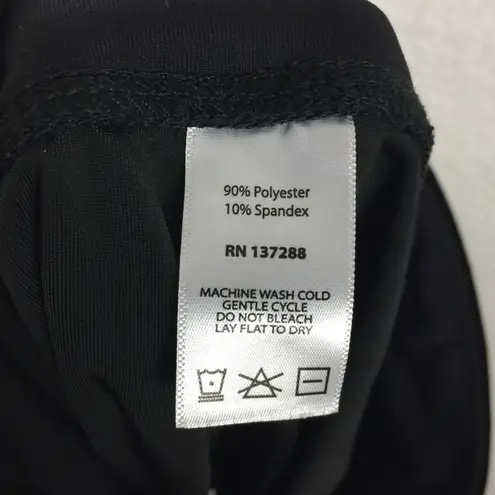 90% Polyester
10% Spandex
RN 137288
MACHINE WASH COLD
GENTLE CYCLE
DO NOT BLEACH
LAY FLAT TO DRY